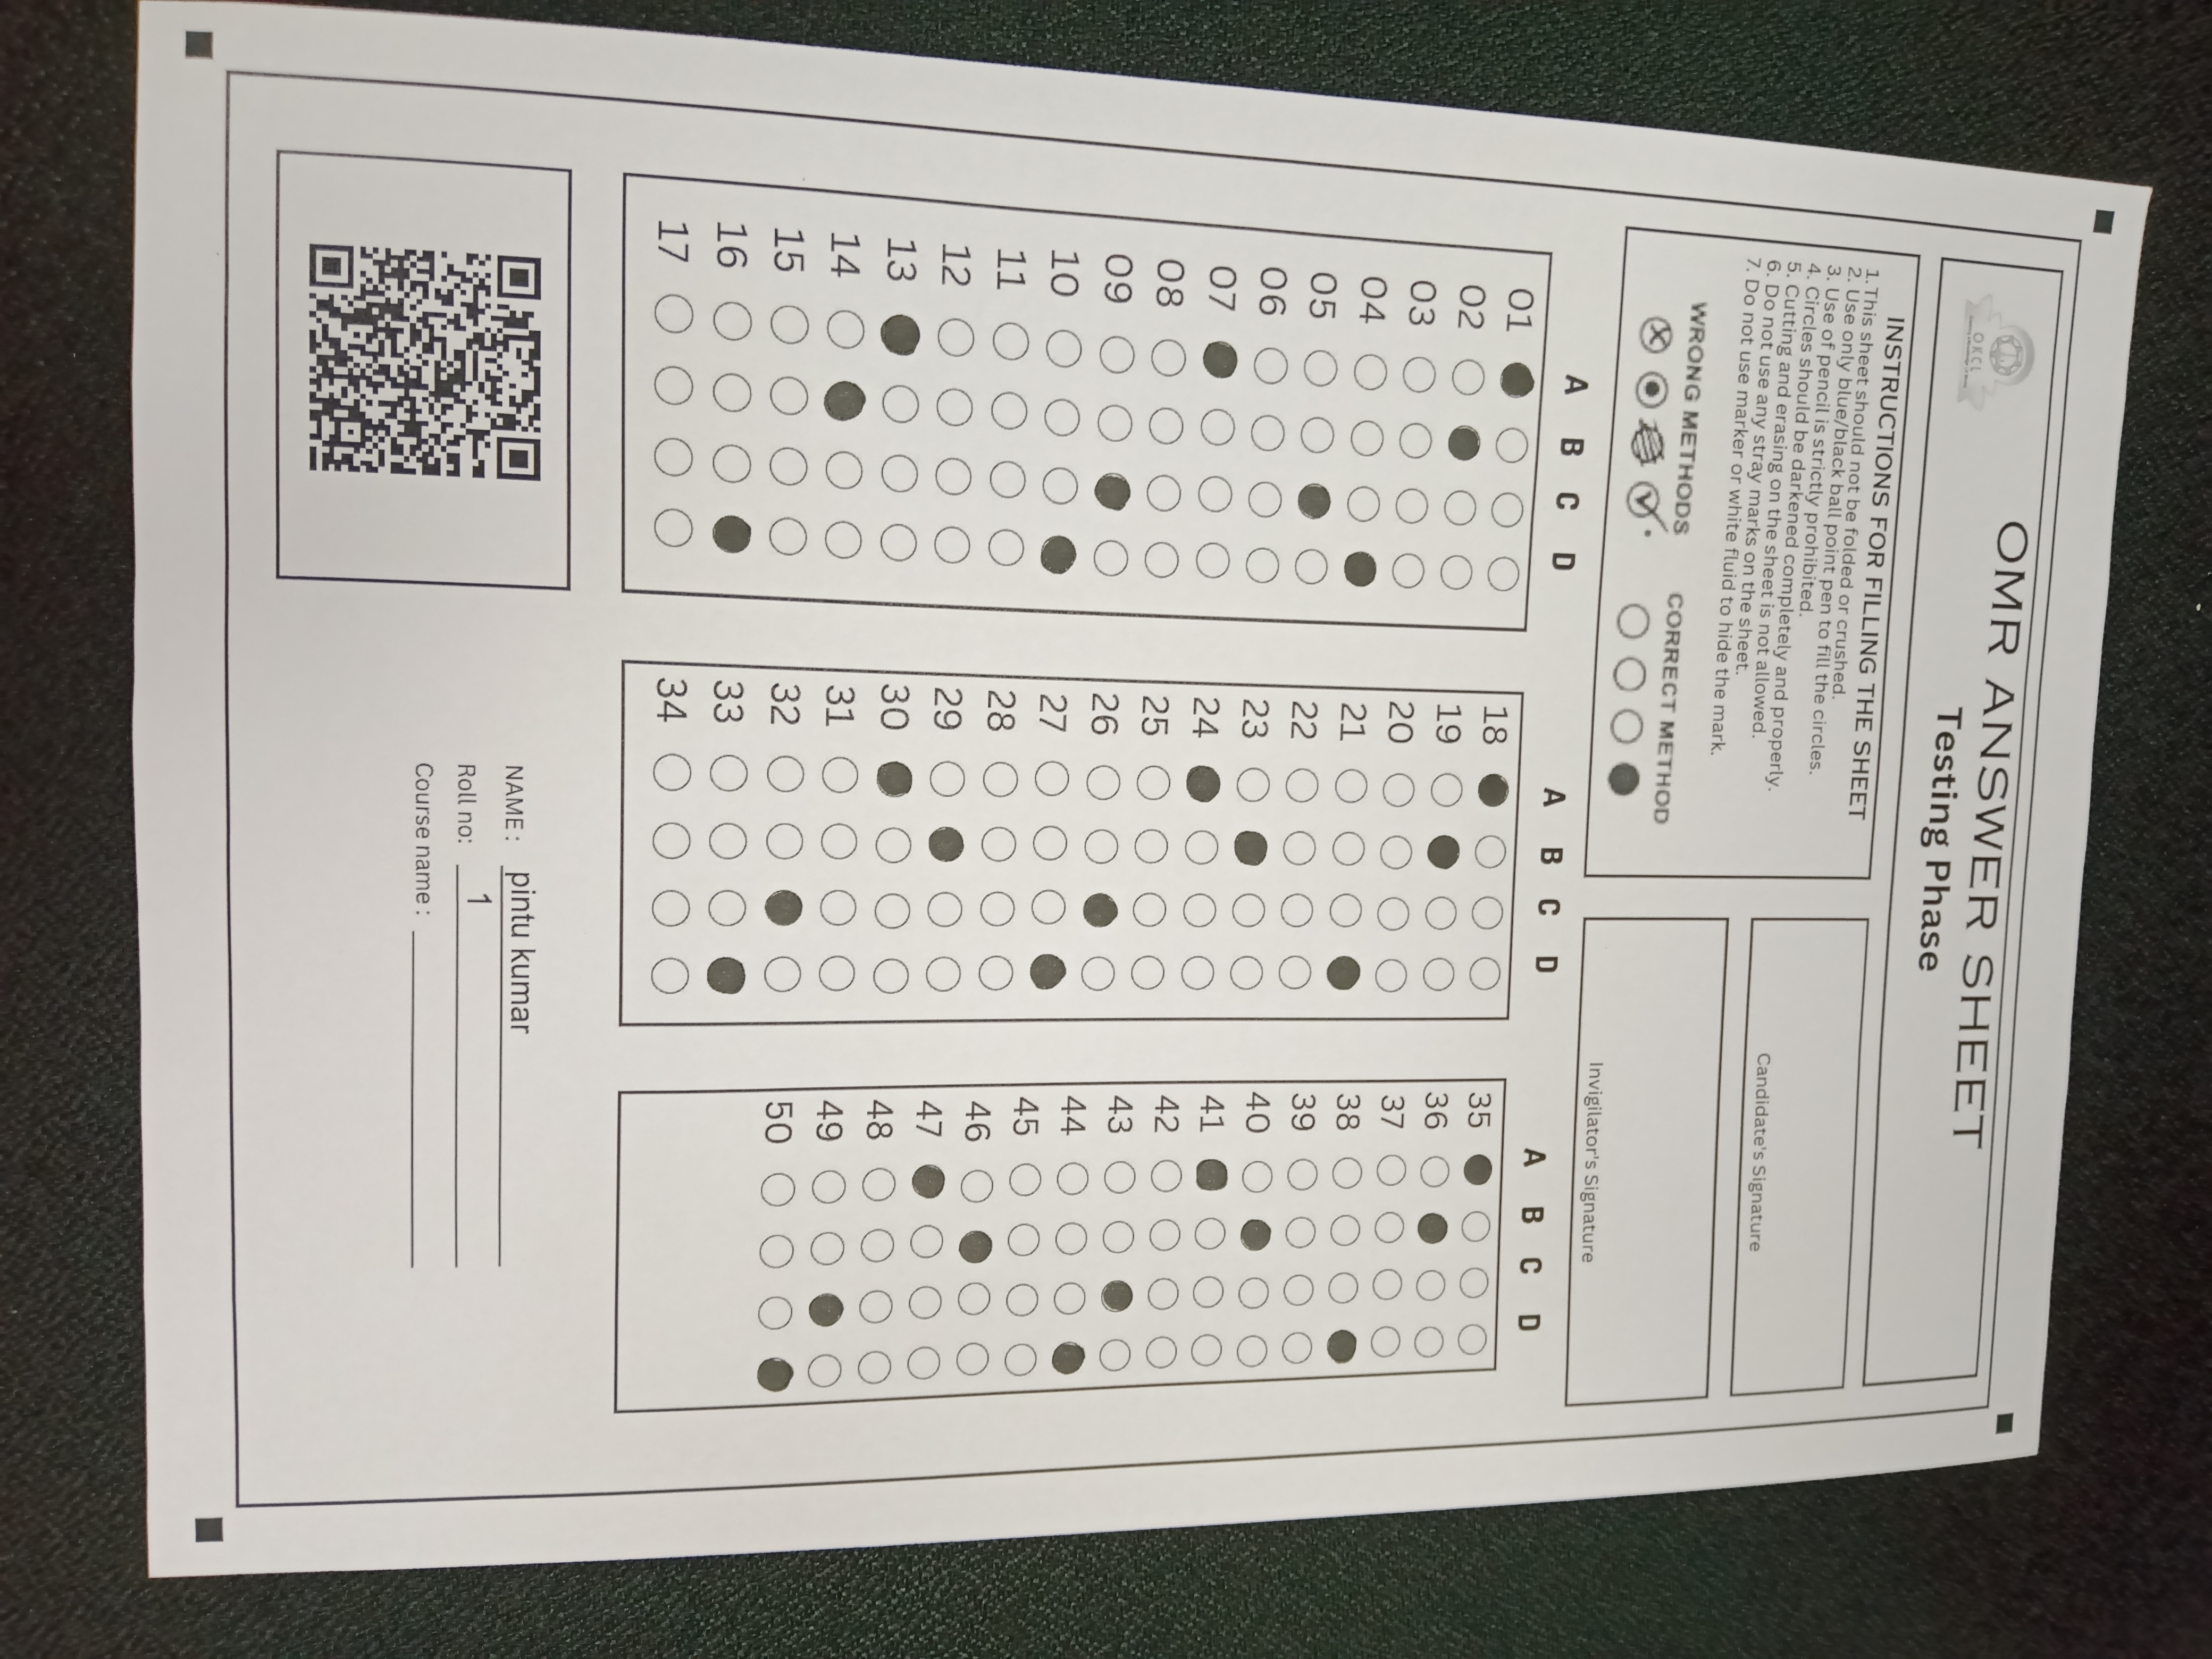 OKCL
OMR ANSWER SHEET
Testing Phase
INSTRUCTIONS FOR FILLING THE SHEET
1. This sheet should not be folded or crushed.
2. Use only blue/black ball point pen to fill the circles.
3. Use of pencil is strictly prohibited.
4. Circles should be darkened completely and properly.
5. Cutting and erasing on the sheet is not allowed.
6. Do not use any stray marks on the sheet.
7. Do not use marker or white fluid to hide the mark.
WRONG METHODS
CORRECT METHOD
Candidate's Signature
Invigilator's Signature
A B C D
01
02
03
04
05
06
07
08
09
10
11
12
13
14
15
16
17
A B C D
18
19
20
21
22
23
24
25
26
27
28
29
30
31
32
33
34
A B C D
35
36
37
38
39
40
41
42
43
44
45
46
47
48
49
50
NAME : pintu kumar
Roll no: 1
Course name :